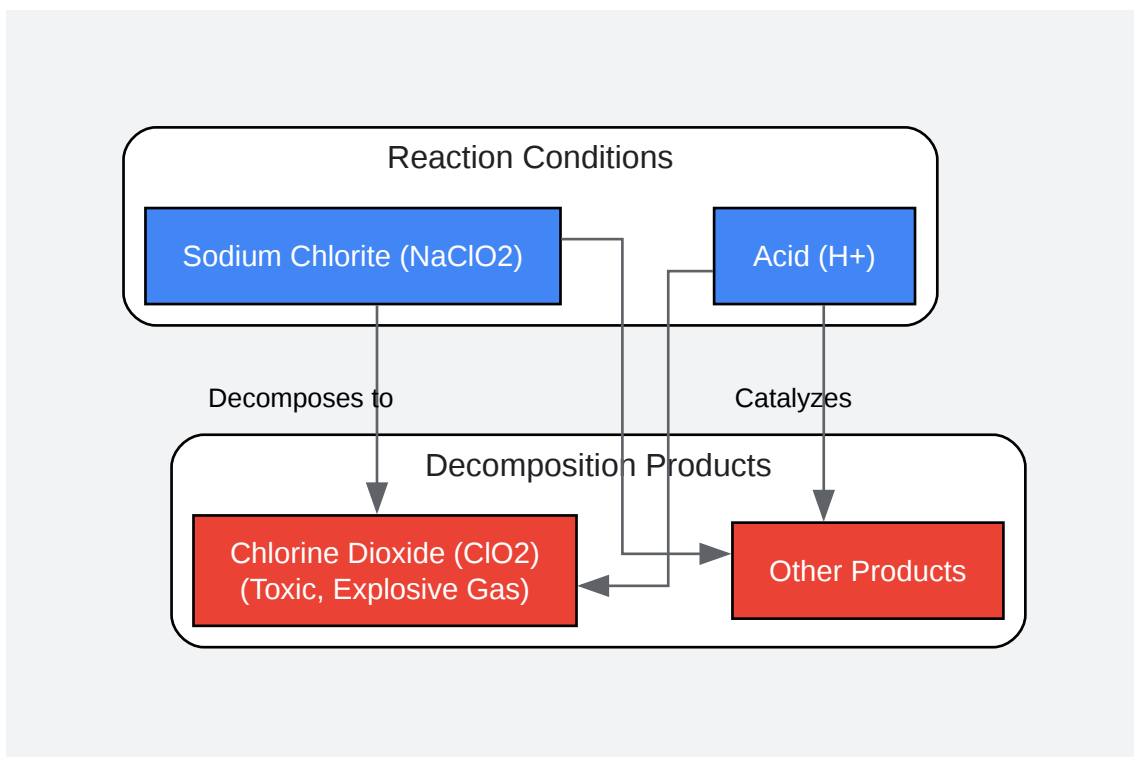 Reaction Conditions
Sodium Chlorite (NaClO2)
Acid (H+)
Decomposes to
Catalyzes
Decomposition Products
Chlorine Dioxide (ClO2)
(Toxic, Explosive Gas)
Other Products